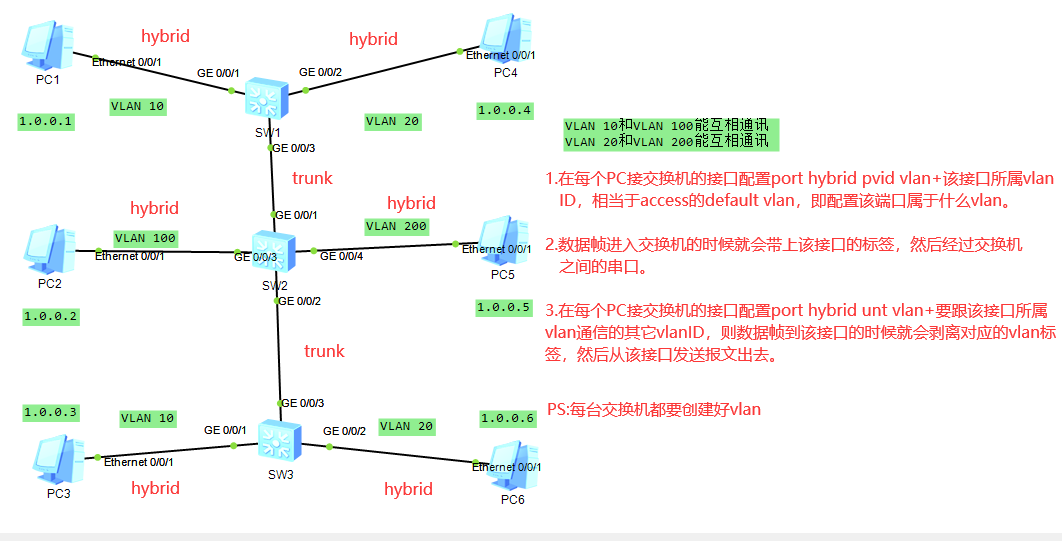 hybrid
hybrid
Ethernet 0/0/1
Ethernet 0/0/1
PC1
GE 0/0/1
GE 0/0/2
PC4
VLAN 10
1.0.0.1
VLAN 20
1.0.0.4
SW1
GE 0/0/3
VLAN 10和VLAN 100能互相通讯
VLAN 20和VLAN 200能互相通讯
trunk
1.在每个PC接交换机的接口配置port hybrid pvid vlan+该接口所属vlan
ID，相当于access的default vlan，即配置该端口属于什么vlan。
hybrid
hybrid
GE 0/0/1
VLAN 100
VLAN 200
Ethernet 0/0/1
GE 0/0/3
GE 0/0/4
Ethernet 0/0/1
PC2
SW2
PC5
2.数据帧进入交换机的时候就会带上该接口的标签，然后经过交换机
之间的串口。
GE 0/0/2
1.0.0.2
1.0.0.5
3.在每个PC接交换机的接口配置port hybrid unt vlan+要跟该接口所属
vlan通信的其它vlanID，则数据帧到该接口的时候就会剥离对应的vlan标
签，然后从该接口发送报文出去。
trunk
GE 0/0/3
1.0.0.3
VLAN 10
VLAN 20
1.0.0.6
PS:每台交换机都要创建好vlan
GE 0/0/1
GE 0/0/2
Ethernet 0/0/1
Ethernet 0/0/1
SW3
PC3
hybrid
hybrid
PC6